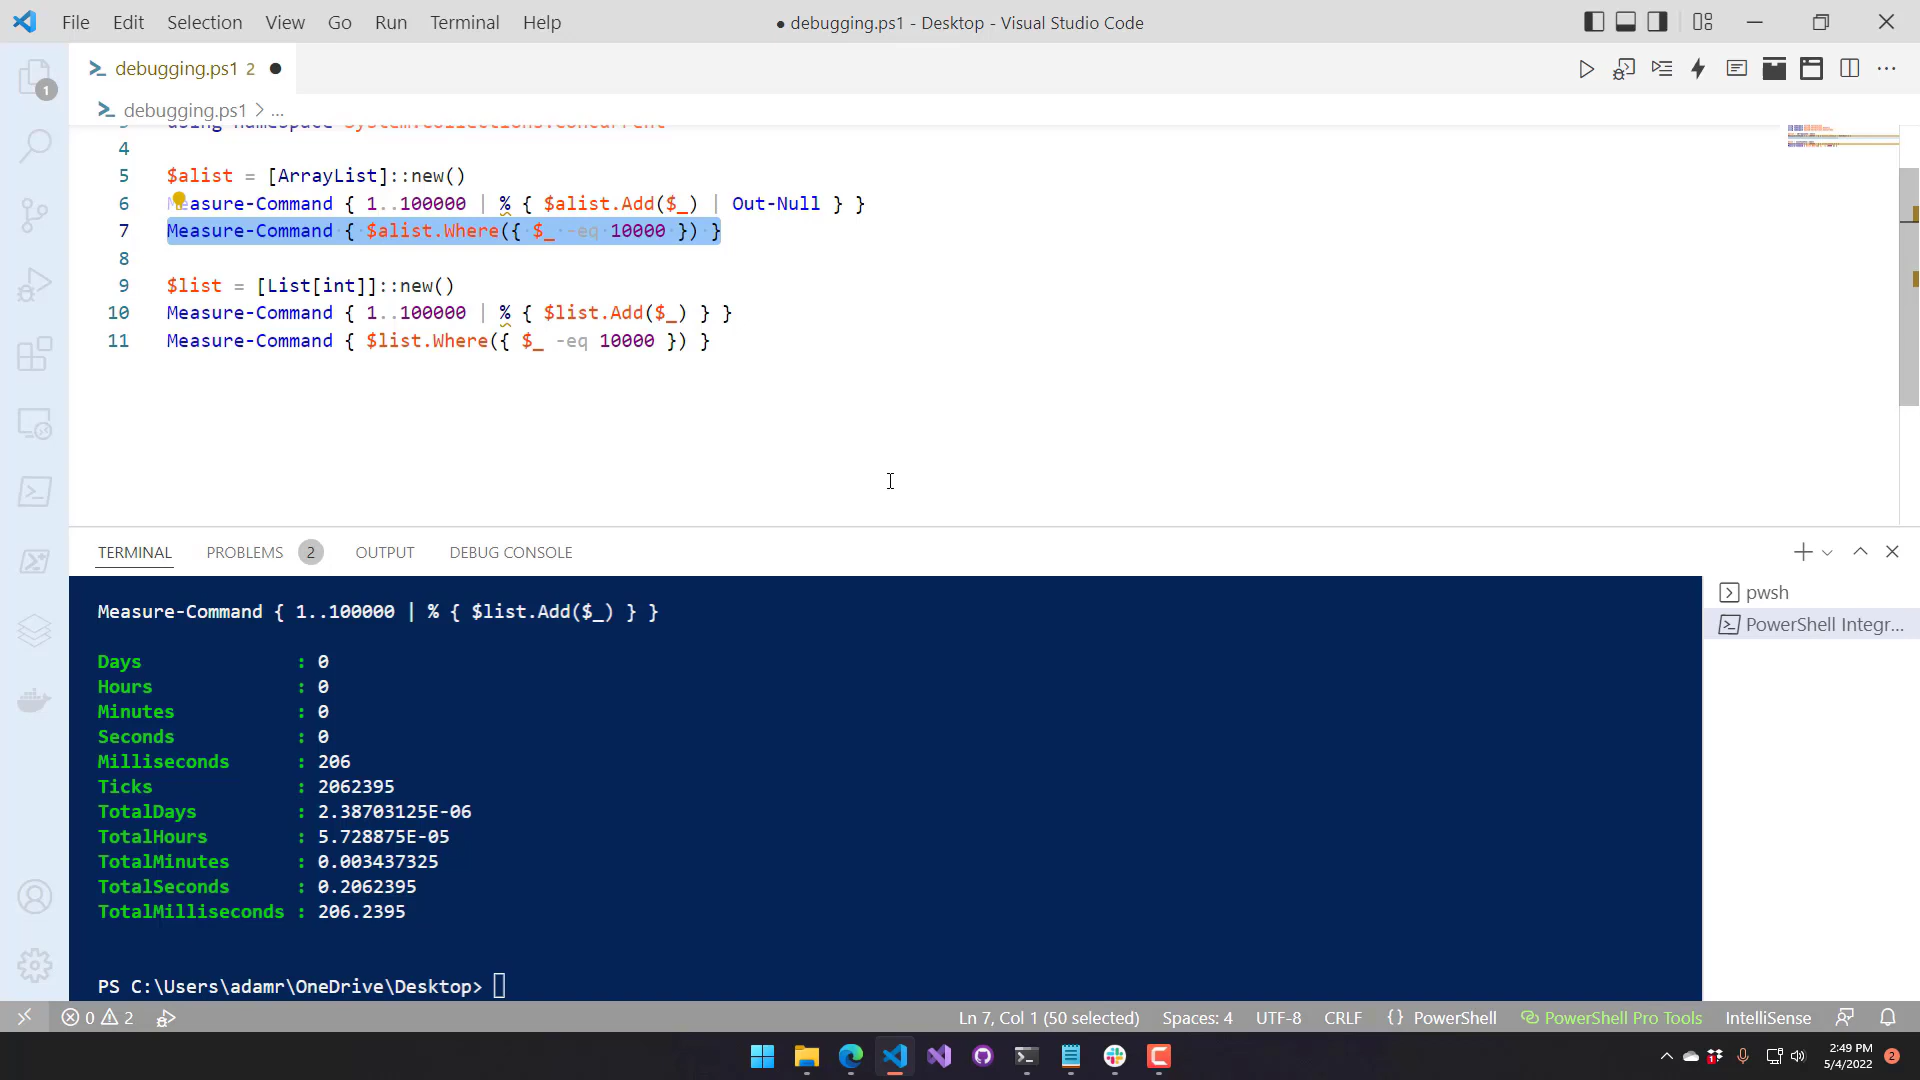 File Edit Selection View Go Run Terminal Help
● debugging.ps1 - Desktop - Visual Studio Code
debugging.ps1 2 ●
debugging.ps1 > ...
1
using namespace System.Collections.Concurrent
4
5 $alist = [ArrayList]::new()
6 Measure-Command { 1..100000 | % { $alist.Add($_) | Out-Null } }
7 Measure-Command { $alist.Where({ $_ -eq 10000 }) }
8
9 $list = [List[int]]::new()
10 Measure-Command { 1..100000 | % { $list.Add($_) } }
11 Measure-Command { $list.Where({ $_ -eq 10000 }) }
TERMINAL PROBLEMS 2 OUTPUT DEBUG CONSOLE
Measure-Command { 1..100000 | % { $list.Add($_) } }
Days : 0
Hours : 0
Minutes : 0
Seconds : 0
Milliseconds : 206
Ticks : 2062395
TotalDays : 2.38703125E-06
TotalHours : 5.728875E-05
TotalMinutes : 0.003437325
TotalSeconds : 0.2062395
TotalMilliseconds : 206.2395
PS C:\Users\adamr\OneDrive\Desktop>
pwsh
PowerShell Integr...
0 2
Ln 7, Col 1 (50 selected) Spaces: 4 UTF-8 CRLF {} PowerShell PowerShell Pro Tools IntelliSense
2:49 PM
5/4/2022
2